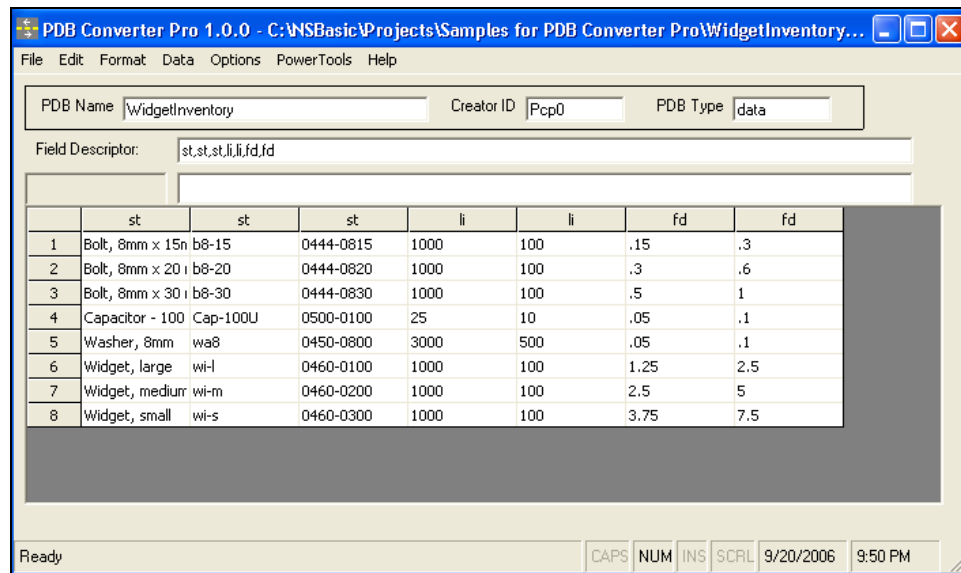 PDB Converter Pro 1.0.0 - C:\NSBasic\Projects\Samples for PDB Converter Pro\WidgetInventory...
File Edit Format Data Options PowerTools Help
PDB Name WidgetInventory Creator ID Pcp0 PDB Type data
Field Descriptor: st,st,st,li,li,fd,fd
st st st li li fd fd
1 Bolt, 8mm x 15n b8-15 0444-0815 1000 100 .15 .3
2 Bolt, 8mm x 20 b8-20 0444-0820 1000 100 .3 .6
3 Bolt, 8mm x 30 b8-30 0444-0830 1000 100 .5 1
4 Capacitor - 100 Cap-100U 0500-0100 25 10 .05 .1
5 Washer, 8mm wa8 0450-0800 3000 500 .05 .1
6 Widget, large wi-l 0460-0100 1000 100 1.25 2.5
7 Widget, medium wi-m 0460-0200 1000 100 2.5 5
8 Widget, small wi-s 0460-0300 1000 100 3.75 7.5
Ready CAPS NUM INS SCRL 9/20/2006 9:50 PM